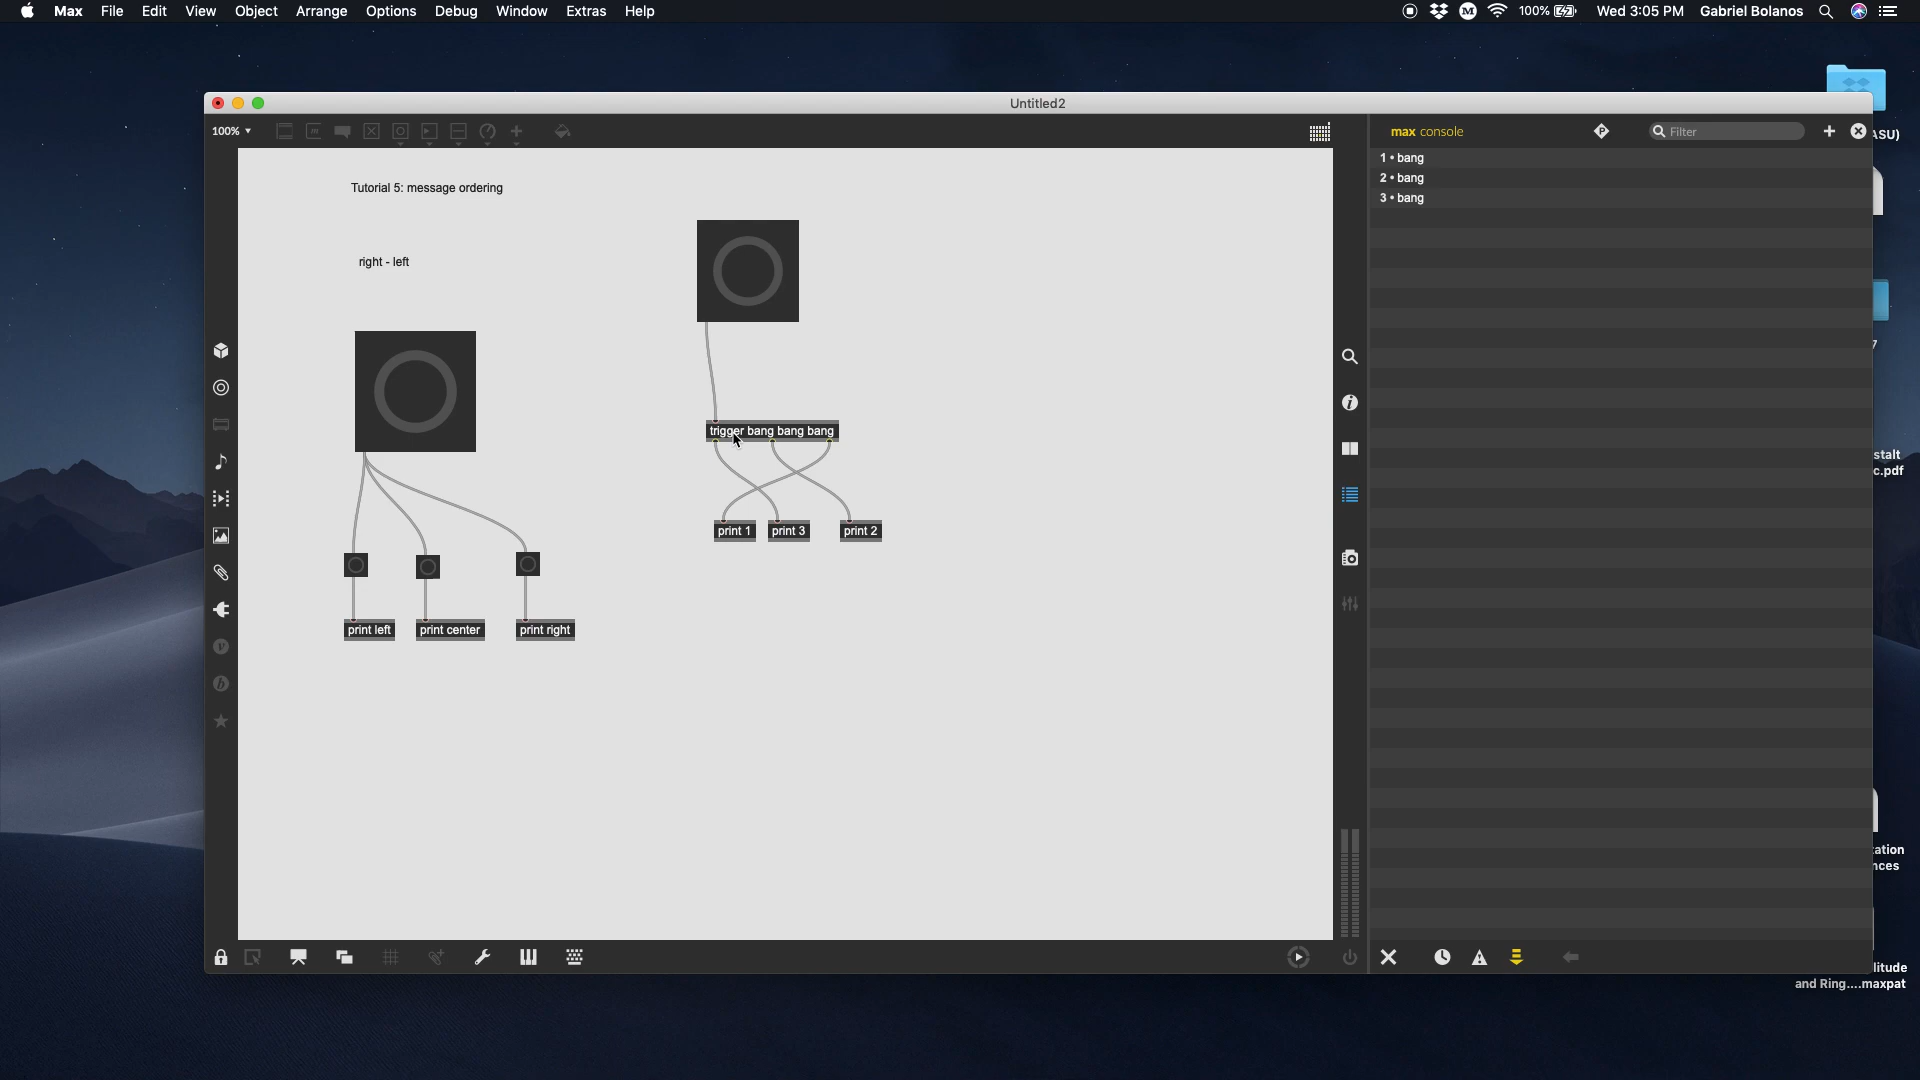 Max File Edit View Object Arrange Options Debug Window Extras Help
M 100% Wed 3:05 PM Gabriel Bolanos
Untitled2
100%
max console
Filter
ASU)
1 • bang
2 • bang
3 • bang
Tutorial 5: message ordering
right - left
trigger bang bang bang
stalt
c.pdf
print 1 print 3 print 2
print left print center print right
ation
nces
litude
and Ring....maxpat